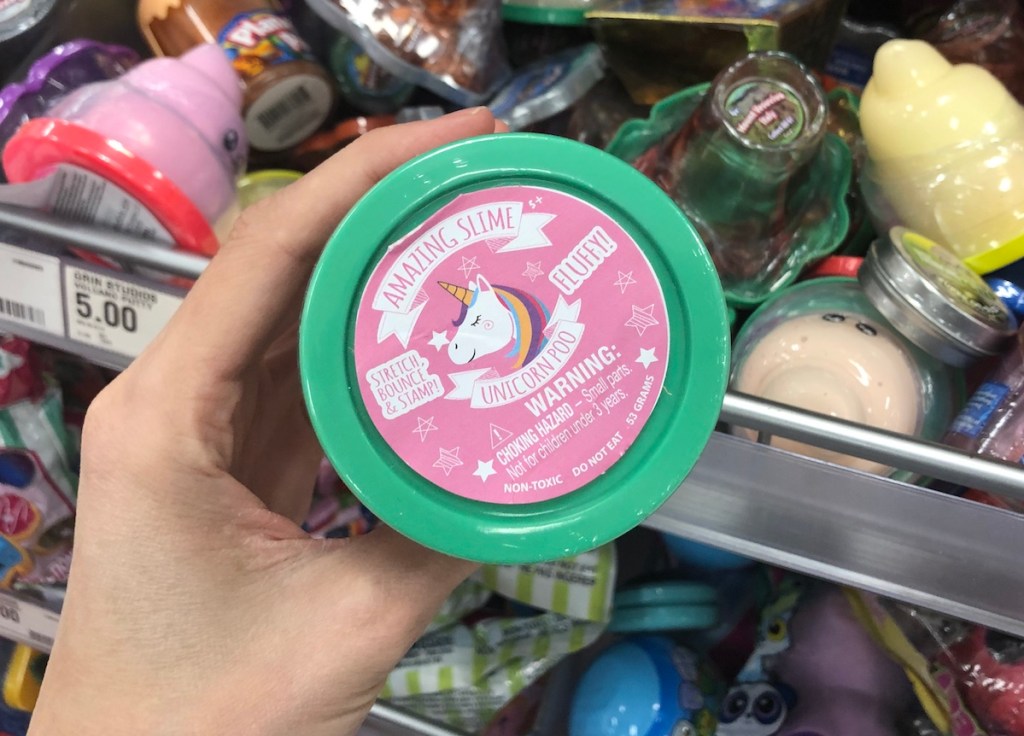 AMAZING SLIME
5+
FLUFFY!
STRETCH,
BOUNCE,
& STAMP!
UNICORN POO
WARNING:
CHOKING HAZARD - Small parts.
Not for children under 3 years.
NON-TOXIC DO NOT EAT 53 GRAMS
GRIN STUDIOS
5.00